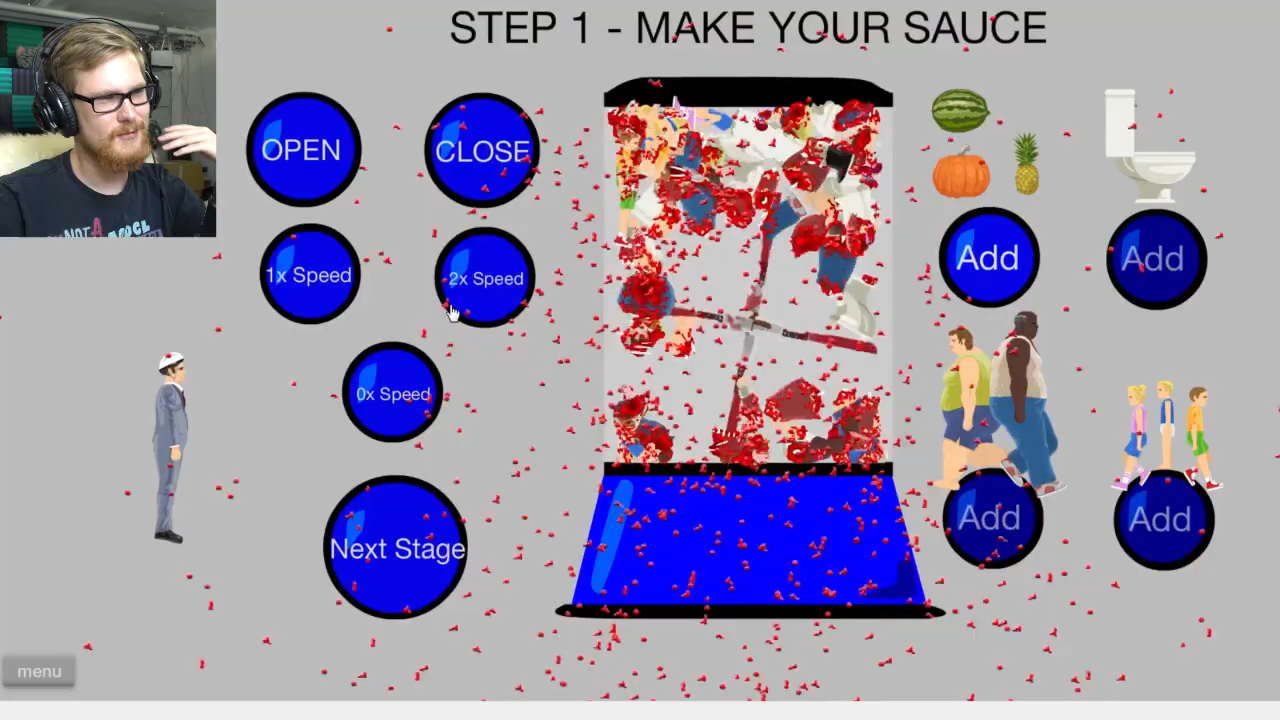 STEP 1 - MAKE YOUR SAUCE
OPEN
CLOSE
1x Speed
-2x Speed
0x Speed
Next Stage
Add
Add
Add
Add
menu